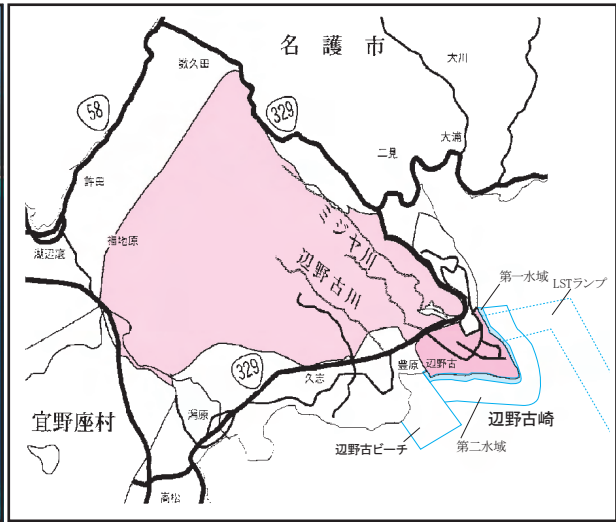 名護市
数久田
大川
58
329
大浦
二見
許田
ミジャ川
福地原
湖辺底
辺野古川
第一水域
LSTランプ
豊原
辺野古
329
久志
潟原
宜野座村
辺野古崎
辺野古ビーチ
第二水域
高松